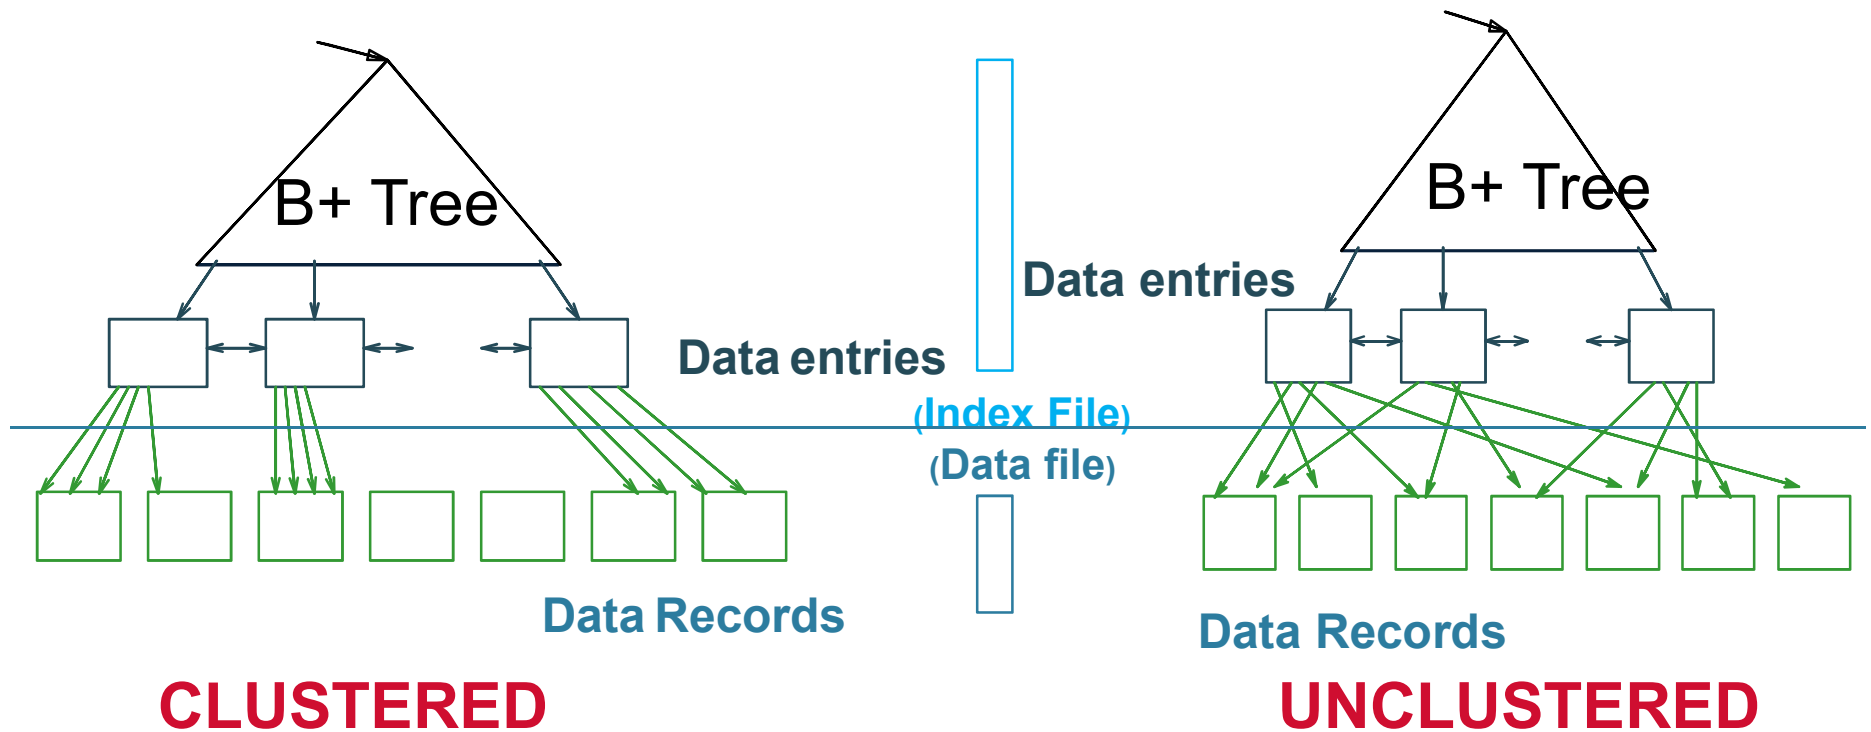 B+ Tree
B+ Tree
Data entries
Data entries
(Index File)
(Data file)
Data Records
Data Records
CLUSTERED
UNCLUSTERED